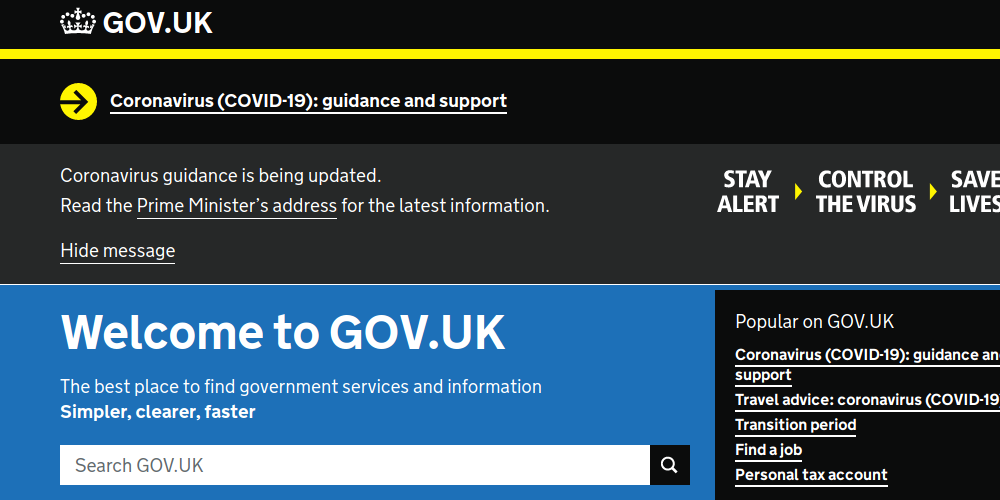 GOV.UK
Coronavirus (COVID-19): guidance and support
Coronavirus guidance is being updated.
Read the Prime Minister's address for the latest information.
Hide message
STAY
ALERT
CONTROL
THE VIRUS
SAVE
LIVES
Welcome to GOV.UK
The best place to find government services and information
Simpler, clearer, faster
Search GOV.UK
Popular on GOV.UK
Coronavirus (COVID-19): guidance an
support
Travel advice: coronavirus (COVID-19
Transition period
Find a job
Personal tax account